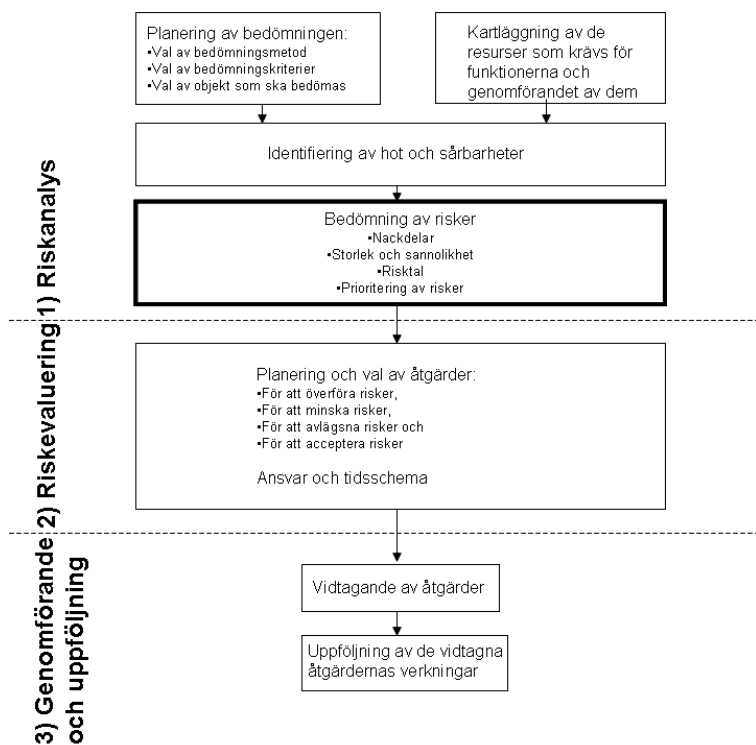 Planering av bedömningen:
▪Val av bedömningsmetod
▪Val av bedömningskriterier
▪Val av objekt som ska bedömas
Kartläggning av de
resurser som krävs för
funktionerna och
genomförandet av dem
Identifiering av hot och sårbarheter
Bedömning av risker
▪Nackdelar
▪Storlek och sannolikhet
▪Risktal
▪Prioritering av risker
1) Riskanalys
Planering och val av åtgärder:
▪För att överföra risker,
▪För att minska risker,
▪För att avlägsna risker och
▪För att acceptera risker
Ansvar och tidsschema
2) Riskevaluering
Vidtagande av åtgärder
Uppföljning av de vidtagna
åtgärdernas verkningar
3) Genomförande
och uppföljning